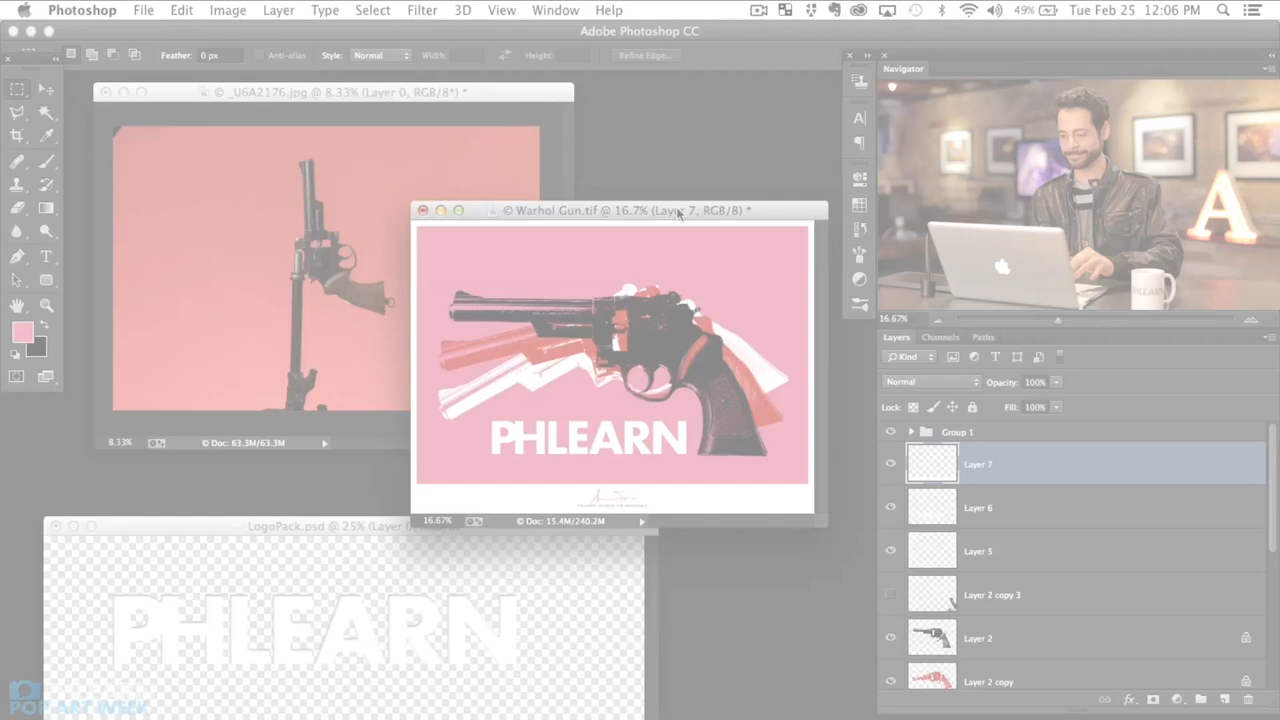 Photoshop File Edit Image Layer Type Select Filter 3D View Window Help 49% Tue Feb 25 12:06 PM
Adobe Photoshop CC
Feather: 0 px Anti-alias Style: Normal Width: Height: Refine Edge...
Navigator
© _U6A2176.jpg @ 8.33% (Layer 0, RGB/8*) *
8.33% © Doc: 63.3M/63.3M
© Warhol Gun.tif @ 16.7% (Layer 7, RGB/8) *
PHLEARN
16.67% © Doc: 15.4M/240.2M
LogoPack.psd @ 25% (Layer
PHLEARN
POP ART WEEK
A
PHLEARN
16.67%
Layers Channels Paths
Kind
Normal Opacity: 100%
Lock: Fill: 100%
Group 1
Layer 7
Layer 6
Layer 5
Layer 2 copy 3
Layer 2
Layer 2 copy
fx